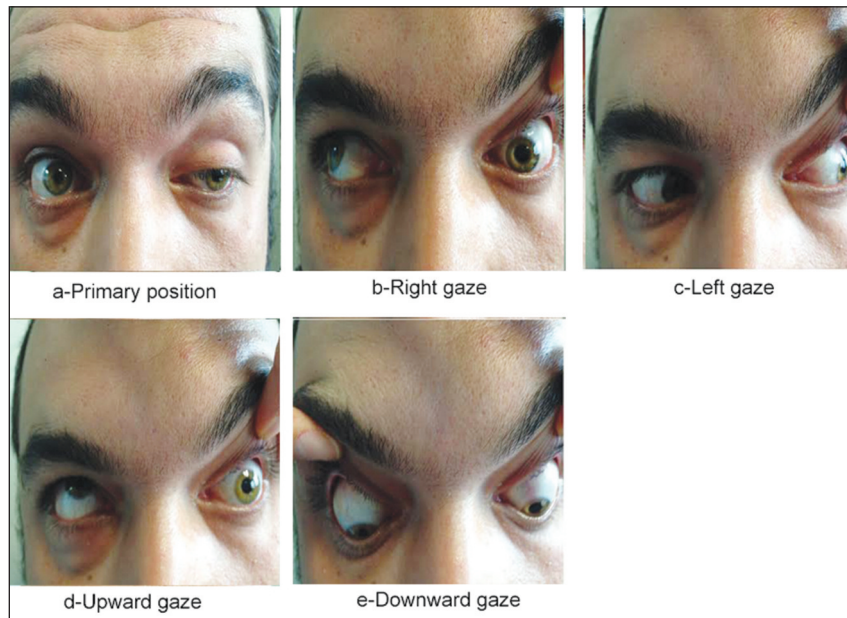 a-Primary position
b-Right gaze
c-Left gaze
d-Upward gaze
e-Downward gaze